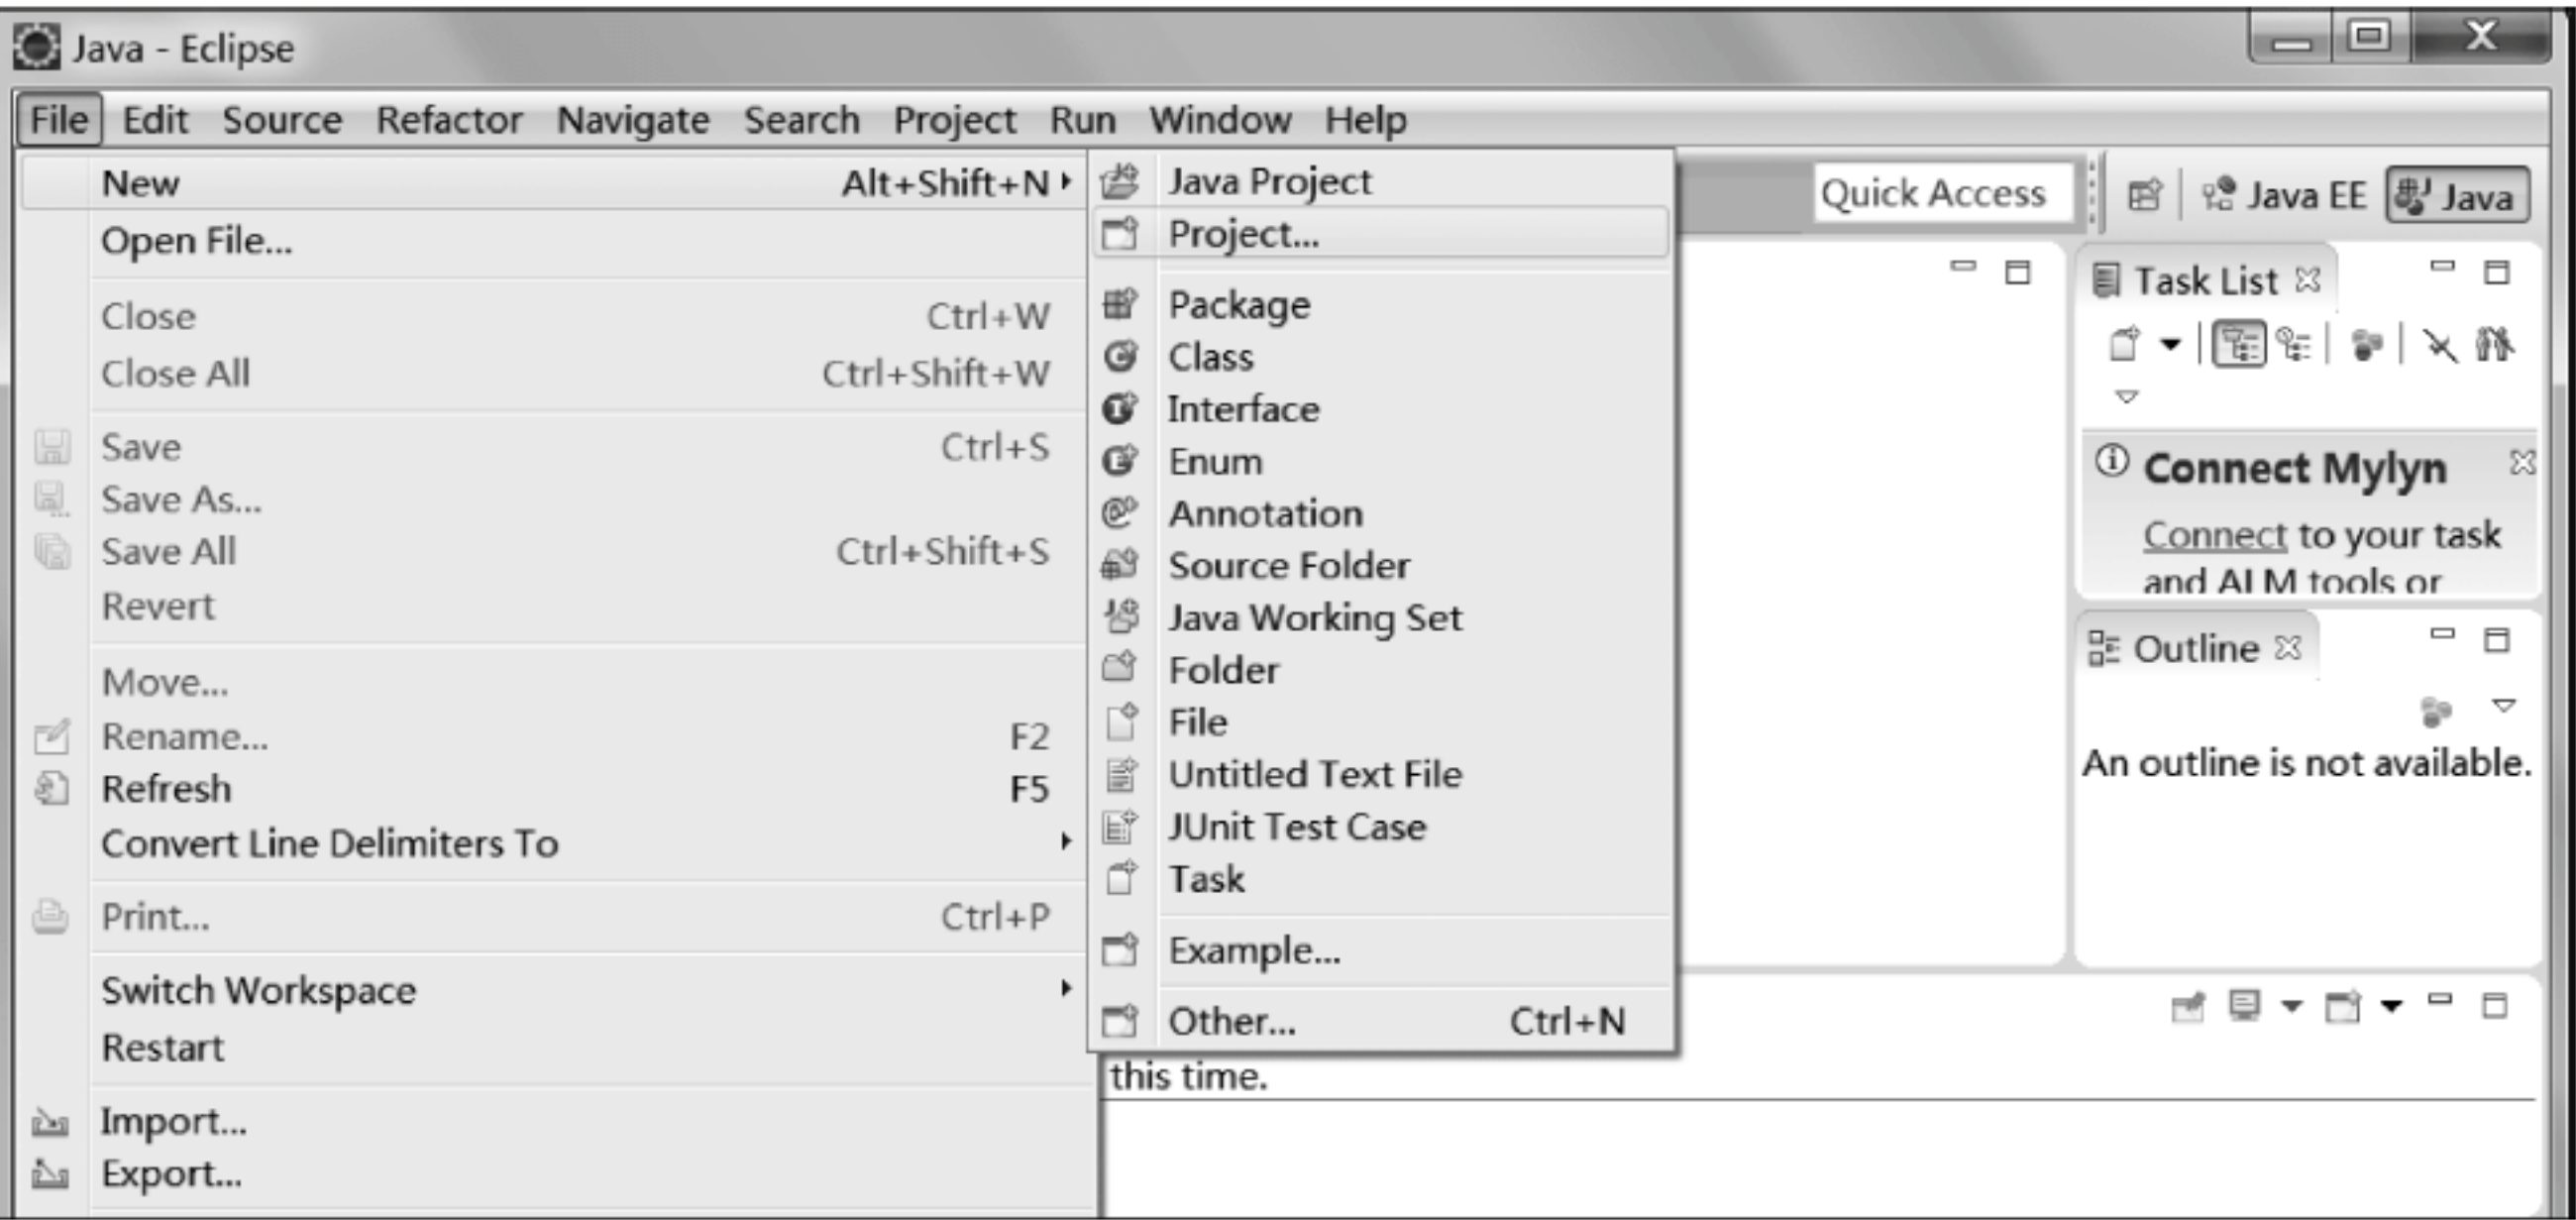 Java - Eclipse
File Edit Source Refactor Navigate Search Project Run Window Help
New Alt+Shift+N
Open File...
Close Ctrl+W
Close All Ctrl+Shift+W
Save Ctrl+S
Save As...
Save All Ctrl+Shift+S
Revert
Move...
Rename... F2
Refresh F5
Convert Line Delimiters To
Print... Ctrl+P
Switch Workspace
Restart
Import...
Export...
Java Project
Project...
Package
Class
Interface
Enum
Annotation
Source Folder
Java Working Set
Folder
File
Untitled Text File
JUnit Test Case
Task
Example...
Other... Ctrl+N
this time.
Quick Access
Java EE
Java
Task List
Connect Mylyn
Connect to your task
and ALM tools or
Outline
An outline is not available.